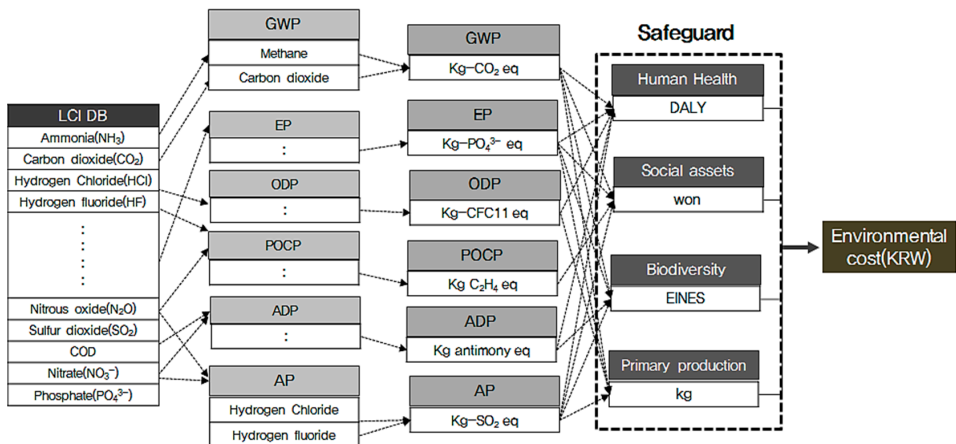 LCI DB
Ammonia(NH₃)
Carbon dioxide(CO₂)
Hydrogen Chloride(HCl)
Hydrogen fluoride(HF)
Nitrous oxide(N₂O)
Sulfur dioxide(SO₂)
COD
Nitrate(NO₃⁻)
Phosphate(PO₄³⁻)
GWP
Methane
Carbon dioxide
EP
:
ODP
:
POCP
:
ADP
:
AP
Hydrogen Chloride
Hydrogen fluoride
GWP
Kg-CO₂ eq
EP
Kg-PO₄³⁻ eq
ODP
Kg-CFC11 eq
POCP
Kg C₂H₄ eq
ADP
Kg antimony eq
AP
Kg-SO₂ eq
Safeguard
Human Health
DALY
Social assets
won
Biodiversity
EINES
Primary production
kg
Environmental
cost(KRW)